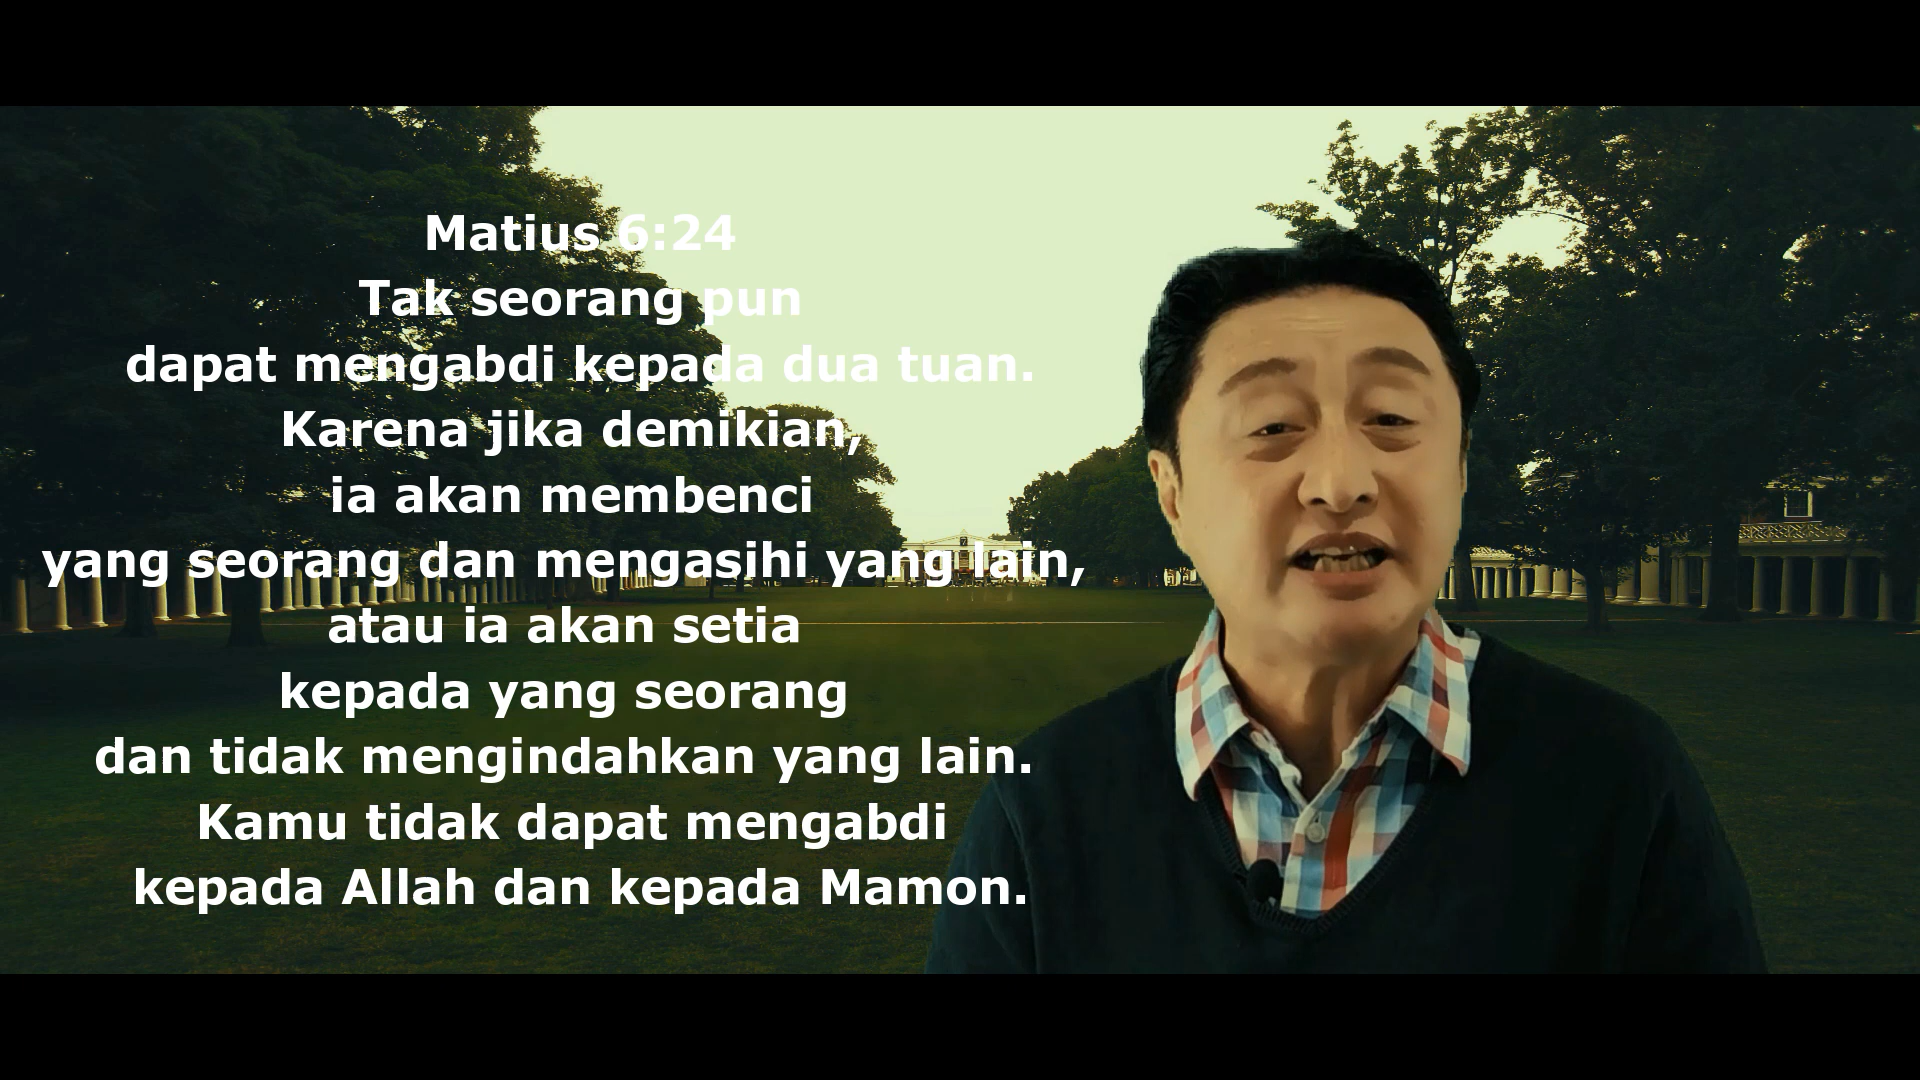 Matius 6:24
Tak seorang pun
dapat mengabdi kepada dua tuan.
Karena jika demikian,
ia akan membenci
yang seorang dan mengasihi yang lain,
atau ia akan setia
kepada yang seorang
dan tidak mengindahkan yang lain.
Kamu tidak dapat mengabdi
kepada Allah dan kepada Mamon.